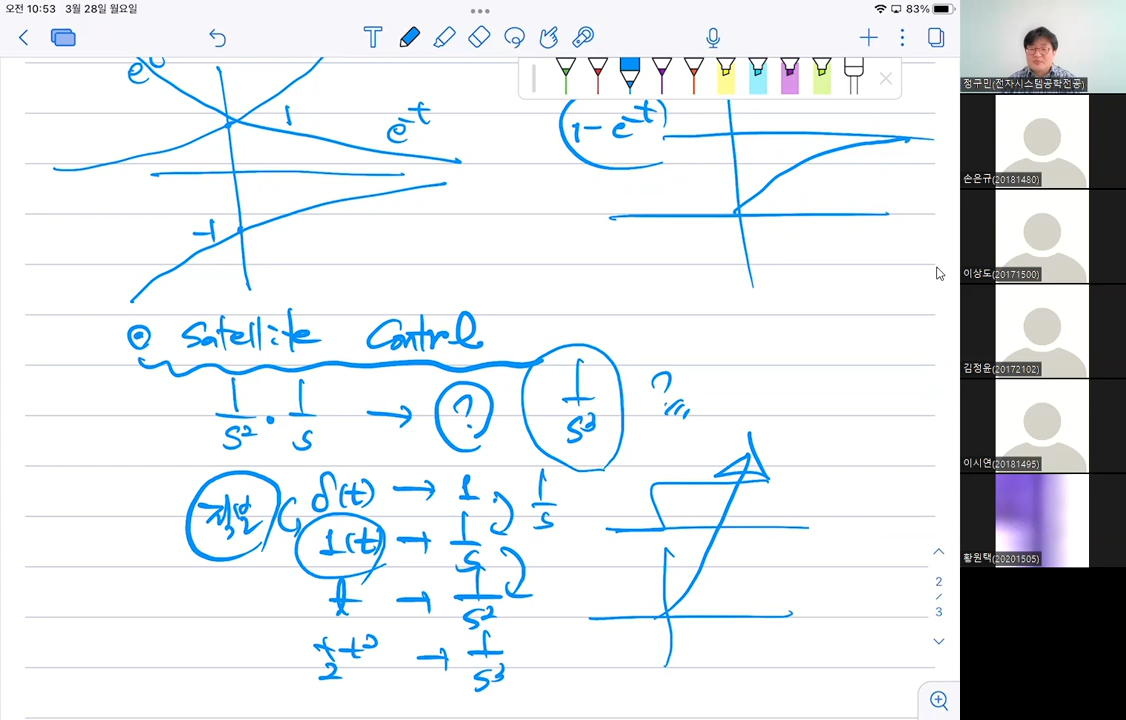 오전 10:53 3월 28일 월요일
83%
e^-t
1
e^-t
1 - e^-t
-1
Satellite Control
1/s² · 1/s → ? 1/s³ ?
적분 δ(t) → 1 1/s
1(t) → 1/s
t → 1/s²
1/2 t² → 1/s³
2
/
3
정구민(전자시스템공학전공)
손은규(20181480)
이상도(20171500)
김정윤(20172102)
이시연(20181495)
황원택(20201505)